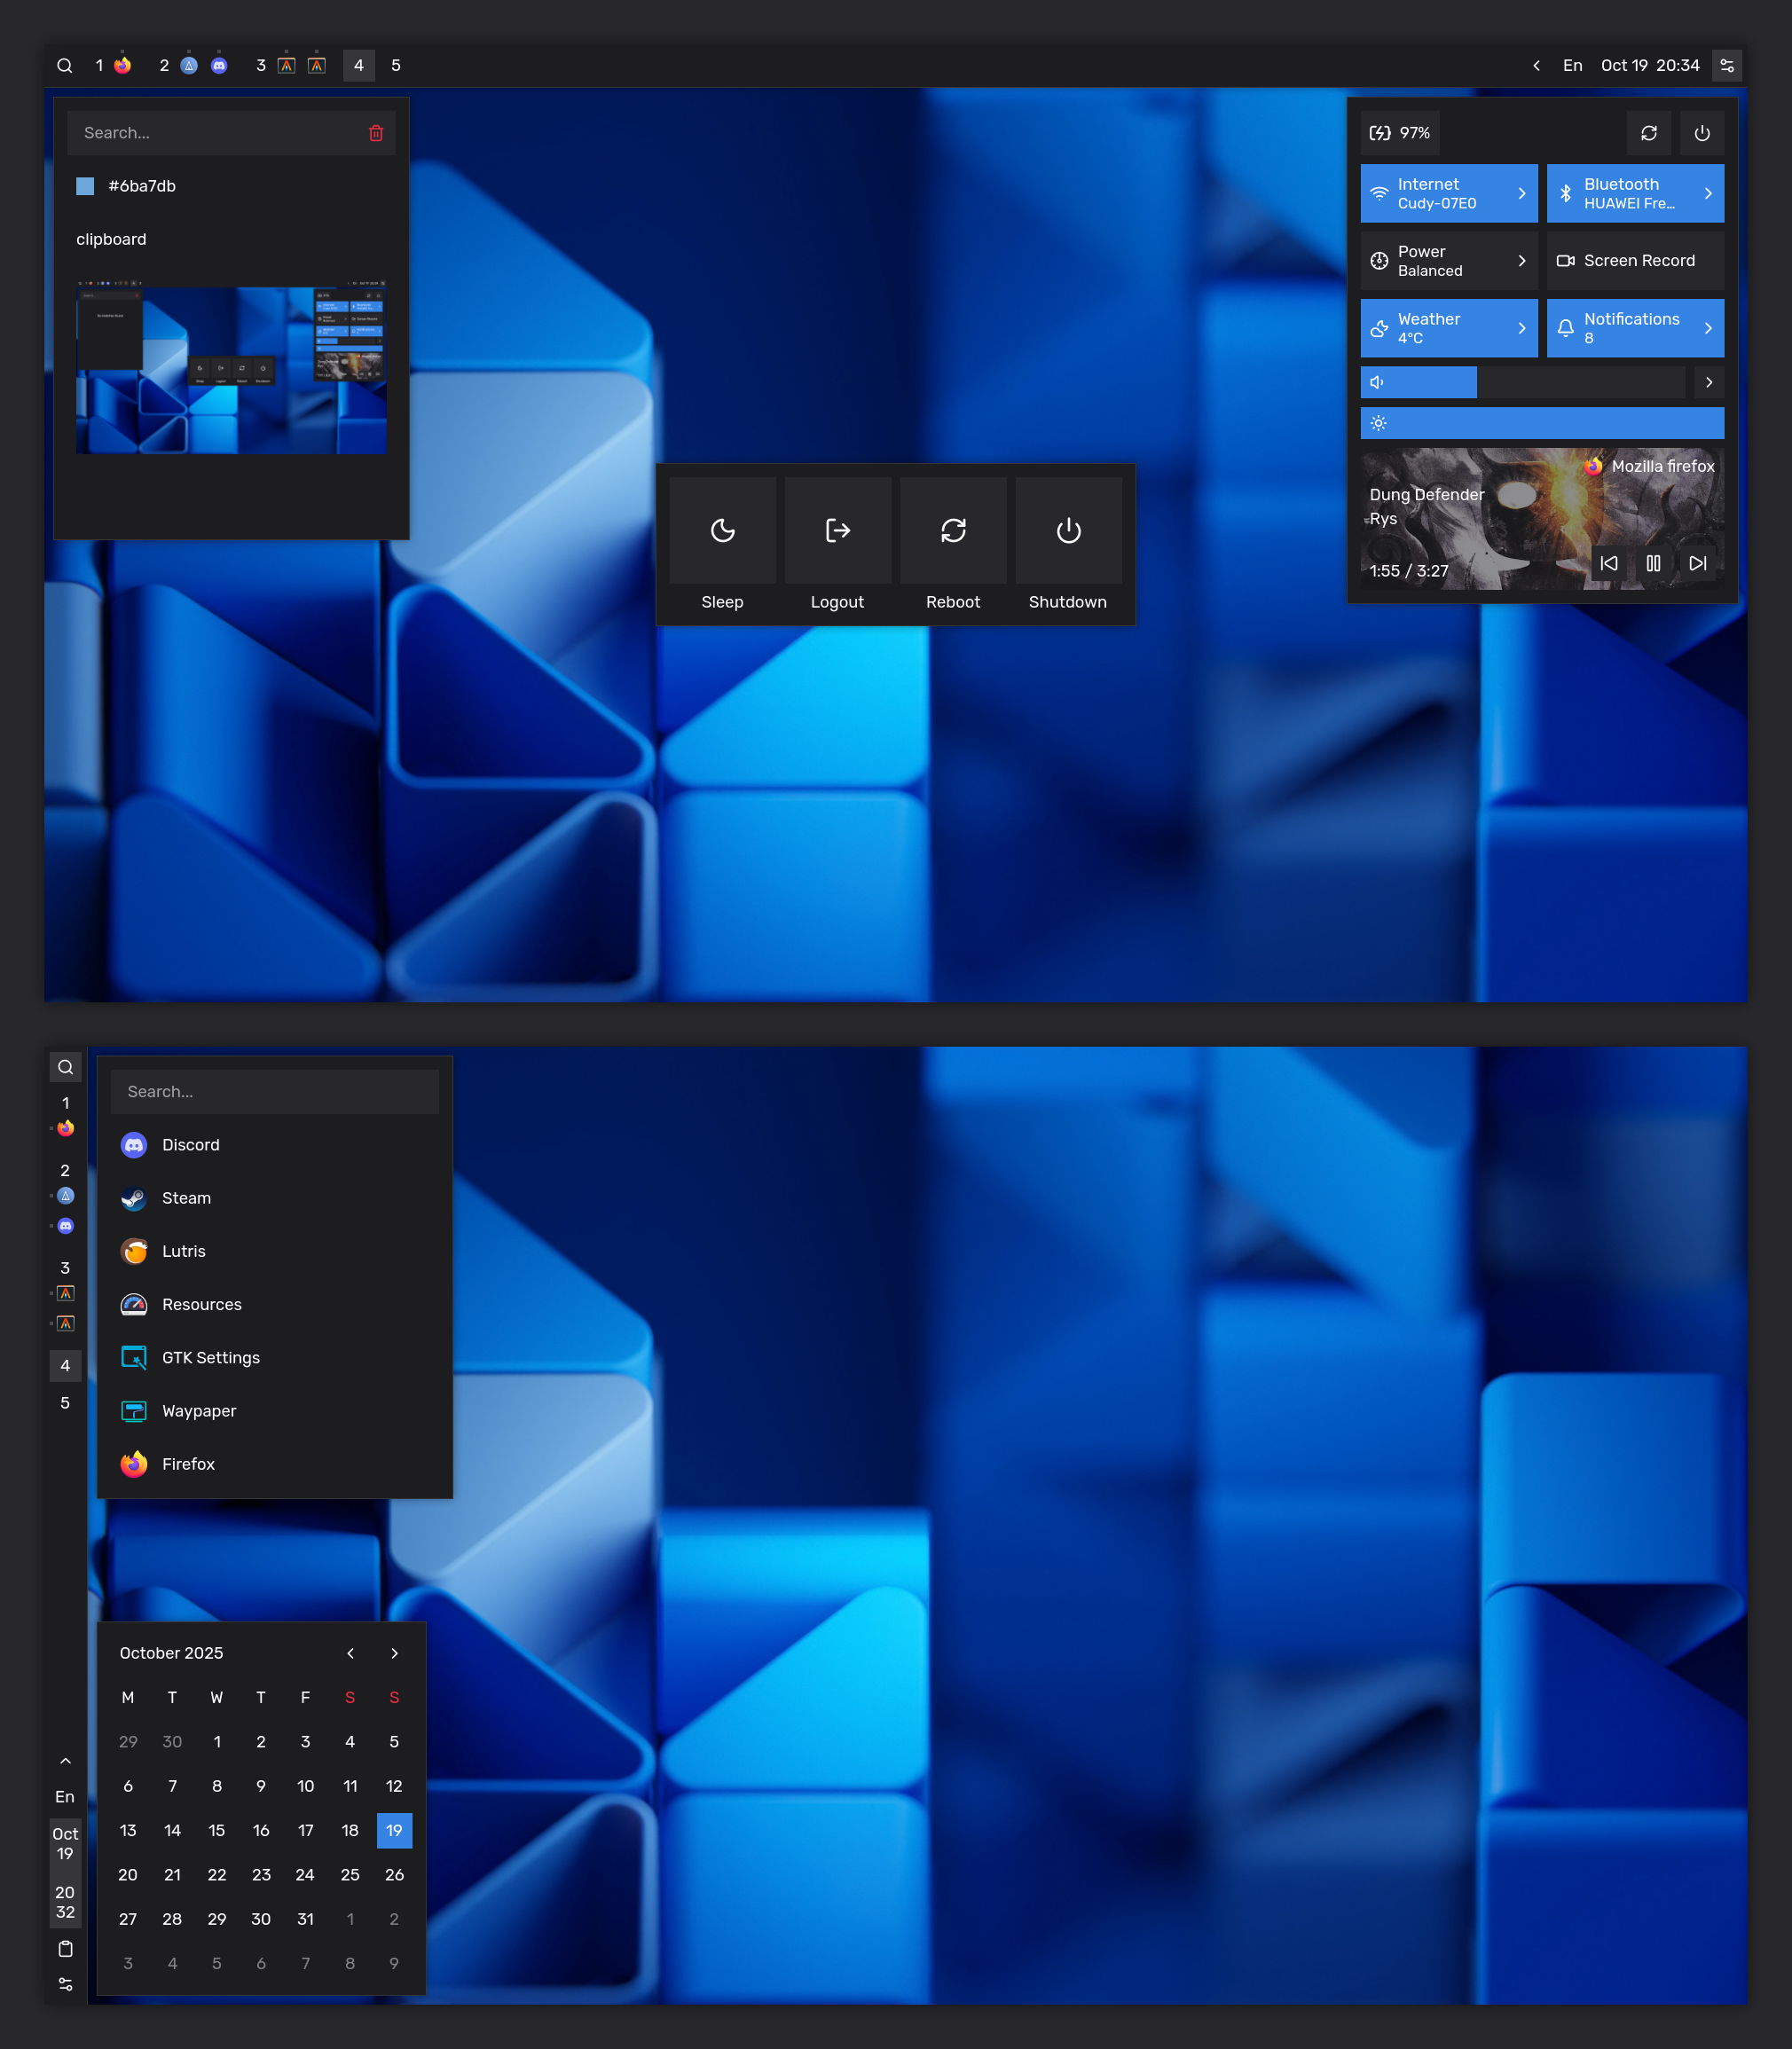 1 2 3 4 5
En Oct 19 20:34
Search...
#6ba7db
clipboard
97%
Internet
Cudy-07E0
Bluetooth
HUAWEI Fre...
Power
Balanced
Screen Record
Weather
4°C
Notifications
8
Mozilla firefox
Dung Defender
Rys
1:55 / 3:27
Sleep Logout Reboot Shutdown
1
2
3
4
5
Search...
Discord
Steam
Lutris
Resources
GTK Settings
Waypaper
Firefox
October 2025
M T W T F S S
29 30 1 2 3 4 5
6 7 8 9 10 11 12
13 14 15 16 17 18 19
20 21 22 23 24 25 26
27 28 29 30 31 1 2
3 4 5 6 7 8 9
En
Oct
19
20
32